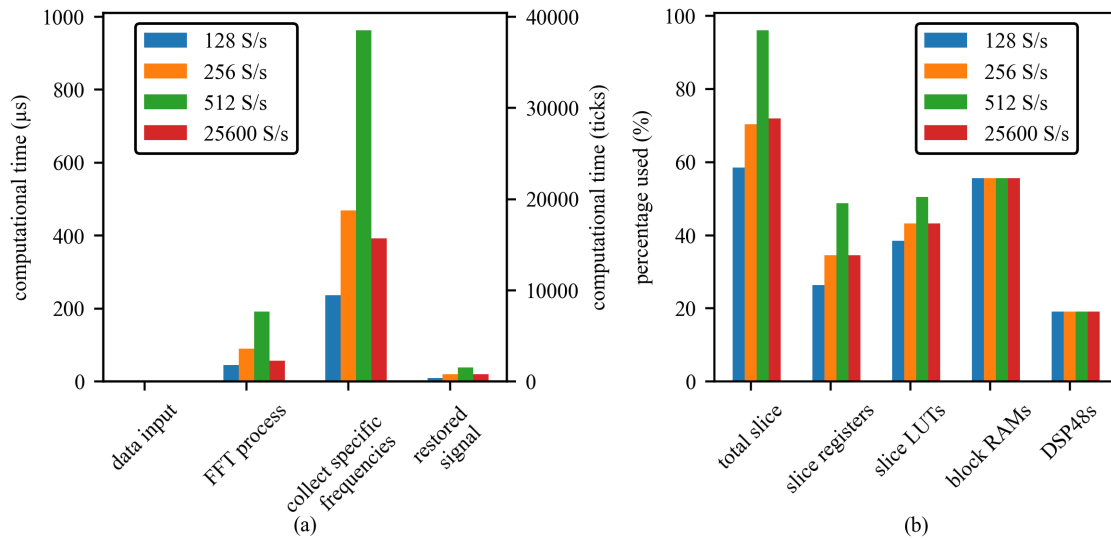 1000
800
600
400
200
0
computational time (μs)
128 S/s
256 S/s
512 S/s
25600 S/s
40000
30000
20000
10000
0
computational time (ticks)
data input
FFT process
collect specific
frequencies
restored
signal
(a)
100
80
60
40
20
0
percentage used (%)
128 S/s
256 S/s
512 S/s
25600 S/s
total slice
slice registers
slice LUTs
block RAMs
DSP48s
(b)